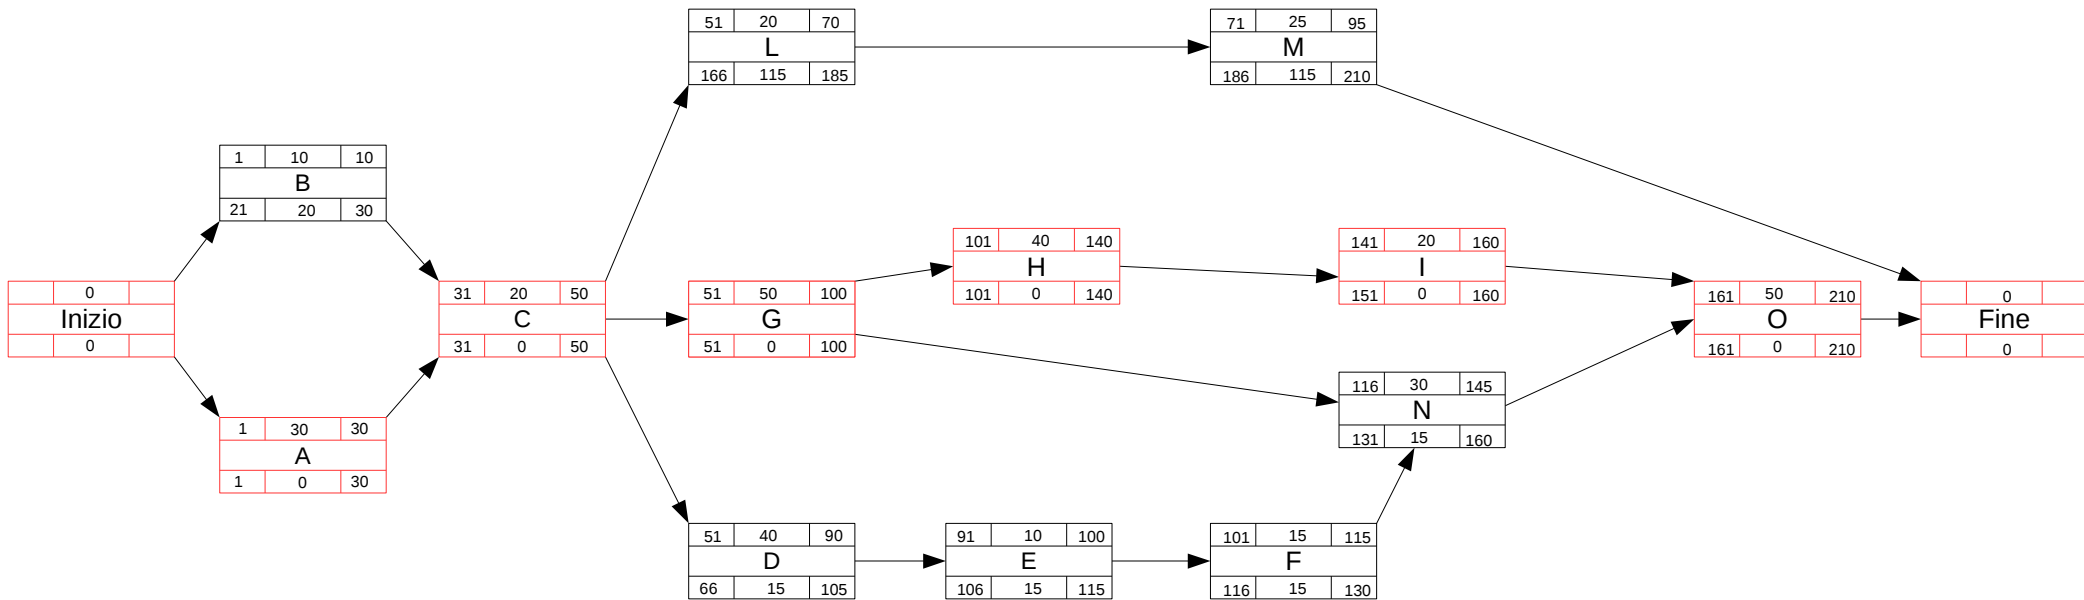 51 20 70
L
166 115 185
71 25 95
M
186 115 210
1 10 10
B
21 20 30
0
Inizio
0
1 30 30
A
1 0 30
31 20 50
C
31 0 50
51 50 100
G
51 0 100
101 40 140
H
101 0 140
141 20 160
I
151 0 160
161 50 210
O
161 0 210
0
Fine
0
116 30 145
N
131 15 160
51 40 90
D
66 15 105
91 10 100
E
106 15 115
101 15 115
F
116 15 130